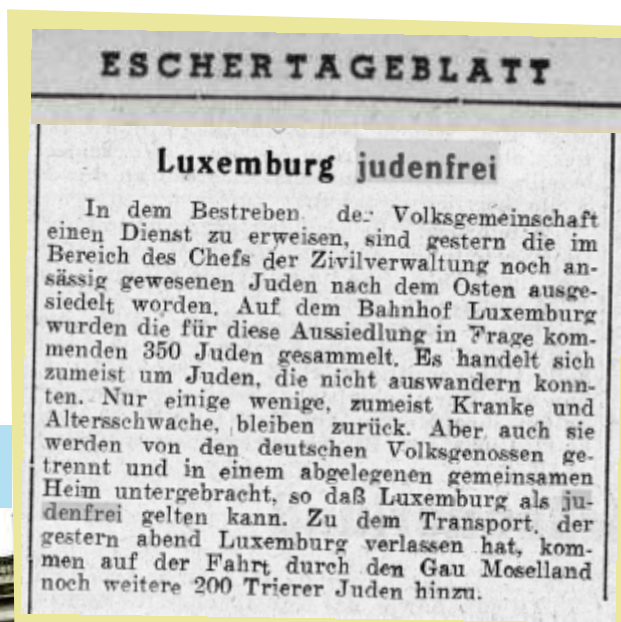 ESCHER TAGEBLATT
Luxemburg judenfrei
In dem Bestreben der Volksgemeinschaft
einen Dienst zu erweisen, sind gestern die im
Bereich des Chefs der Zivilverwaltung noch an-
sässig gewesenen Juden nach dem Osten ausge-
siedelt worden. Auf dem Bahnhof Luxemburg
wurden die für diese Aussiedlung in Frage kom-
menden 350 Juden gesammelt. Es handelt sich
zumeist um Juden, die nicht auswandern konn-
ten. Nur einige wenige, zumeist Kranke und
Altersschwache, bleiben zurück. Aber auch sie
werden von den deutschen Volksgenossen ge-
trennt und in einem abgelegenen gemeinsamen
Heim untergebracht, so daß Luxemburg als ju-
denfrei gelten kann. Zu dem Transport, der
gestern abend Luxemburg verlassen hat, kom-
men auf der Fahrt durch den Gau Moselland
noch weitere 200 Trierer Juden hinzu.